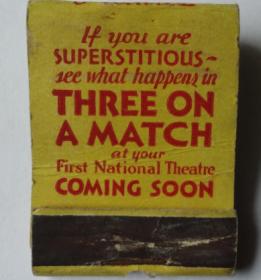 If you are
SUPERSTITIOUS~
see what happens in
THREE ON
A MATCH
at your
First National Theatre
COMING SOON